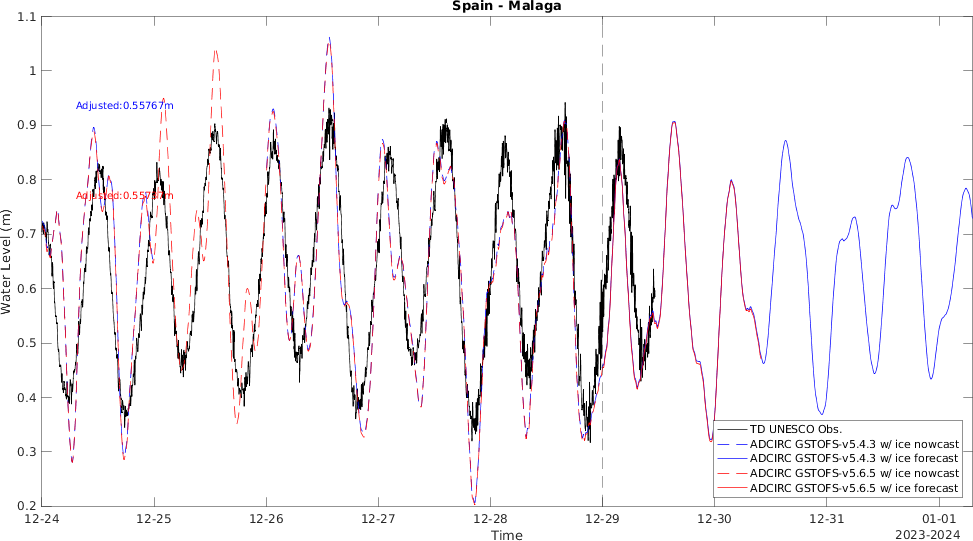 Spain - Malaga
1.1
1
0.9
0.8
0.7
0.6
0.5
0.4
0.3
0.2
Water Level (m)
Adjusted:0.55767m
Adjusted:0.55767m
TD UNESCO Obs.
ADCIRC GSTOFS-v5.4.3 w/ ice nowcast
ADCIRC GSTOFS-v5.4.3 w/ ice forecast
ADCIRC GSTOFS-v5.6.5 w/ ice nowcast
ADCIRC GSTOFS-v5.6.5 w/ ice forecast
12-24 12-25 12-26 12-27 12-28 12-29 12-30 12-31 01-01
Time
2023-2024